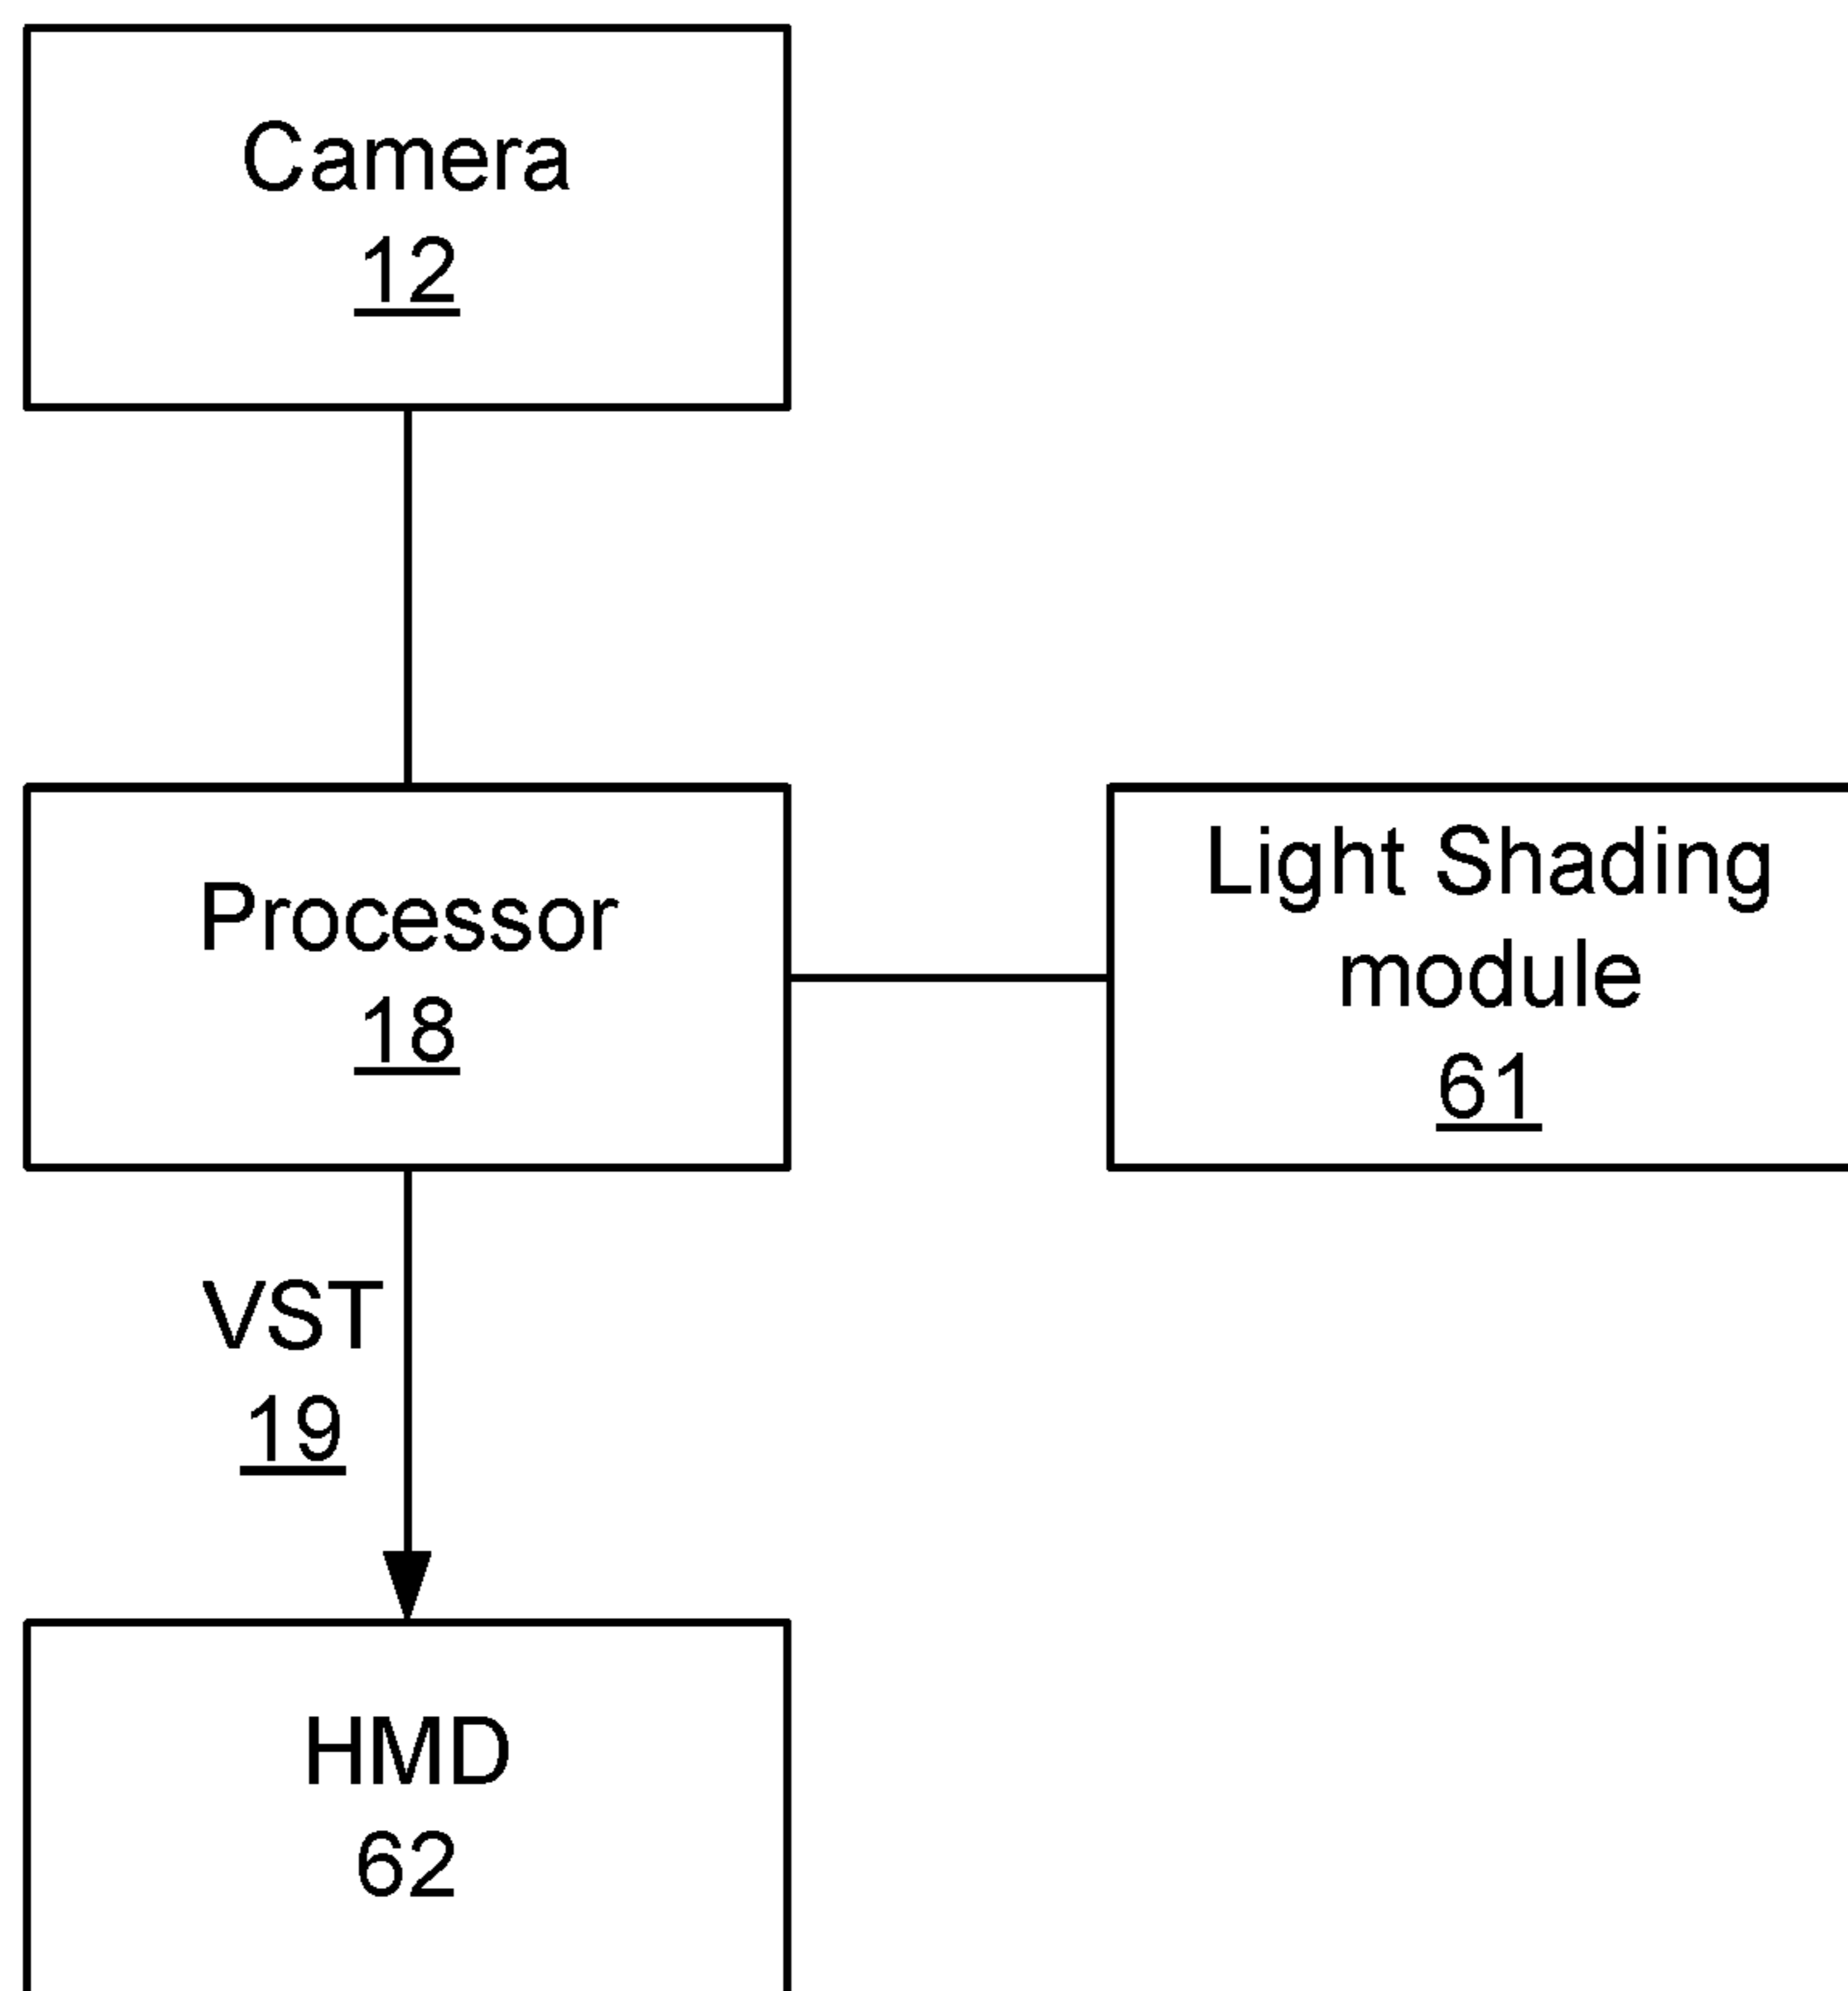 Camera
12
Processor
18
Light Shading
module
61
VST
19
HMD
62